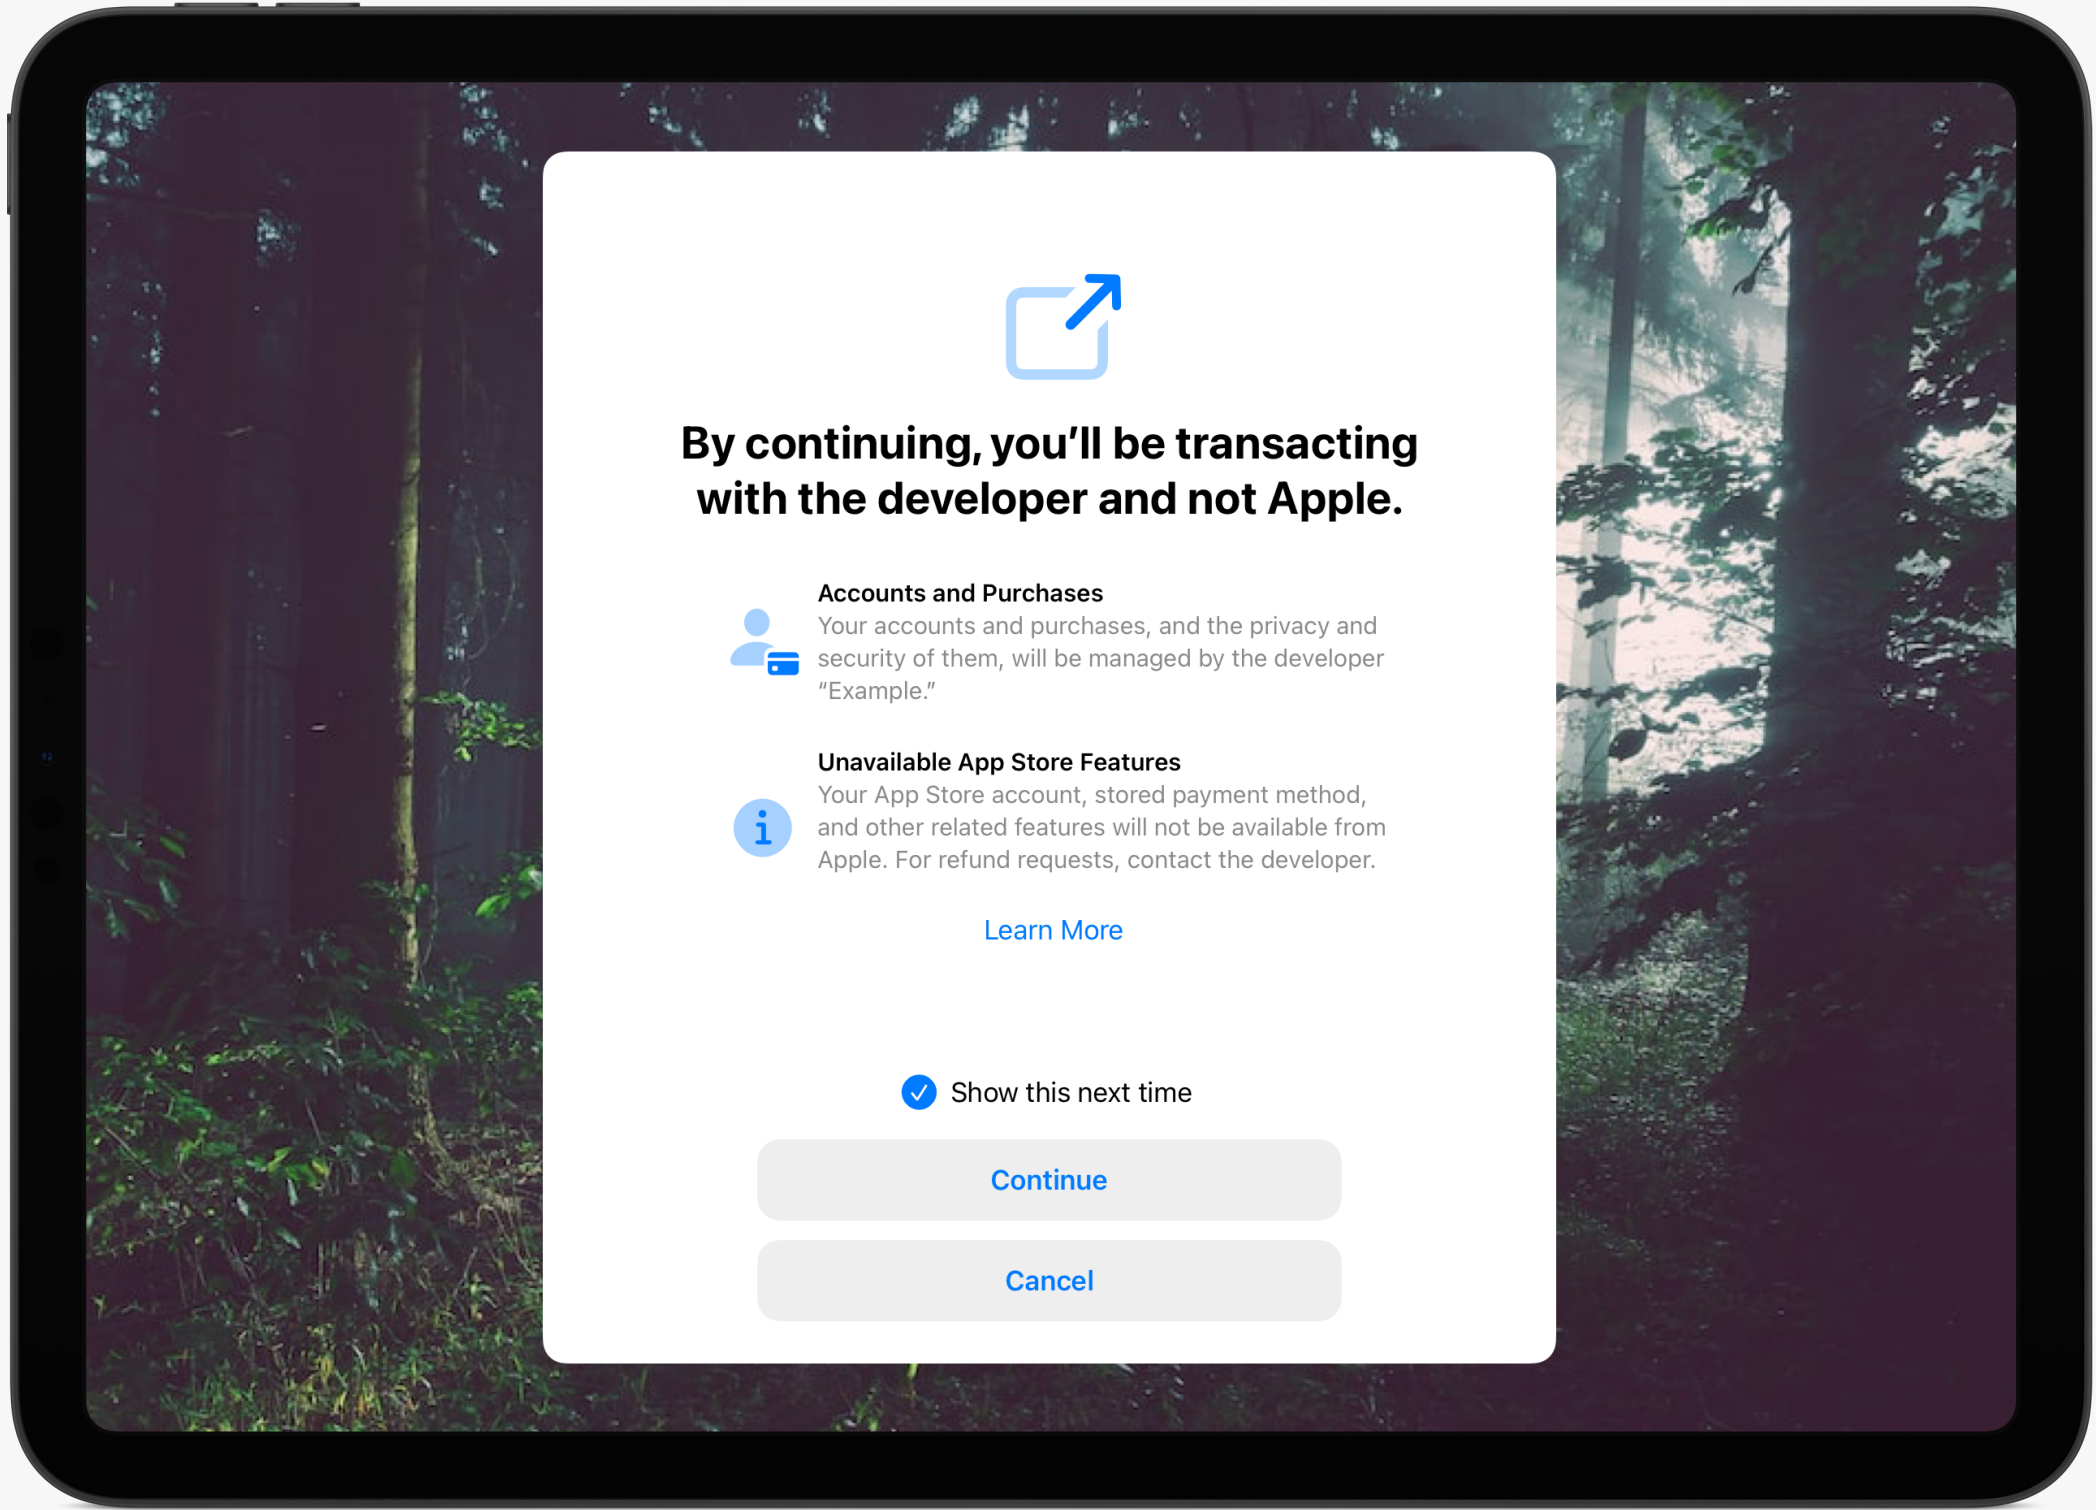 By continuing, you’ll be transacting
with the developer and not Apple.
Accounts and Purchases
Your accounts and purchases, and the privacy and
security of them, will be managed by the developer
“Example.”
Unavailable App Store Features
Your App Store account, stored payment method,
and other related features will not be available from
Apple. For refund requests, contact the developer.
Learn More
Show this next time
Continue
Cancel